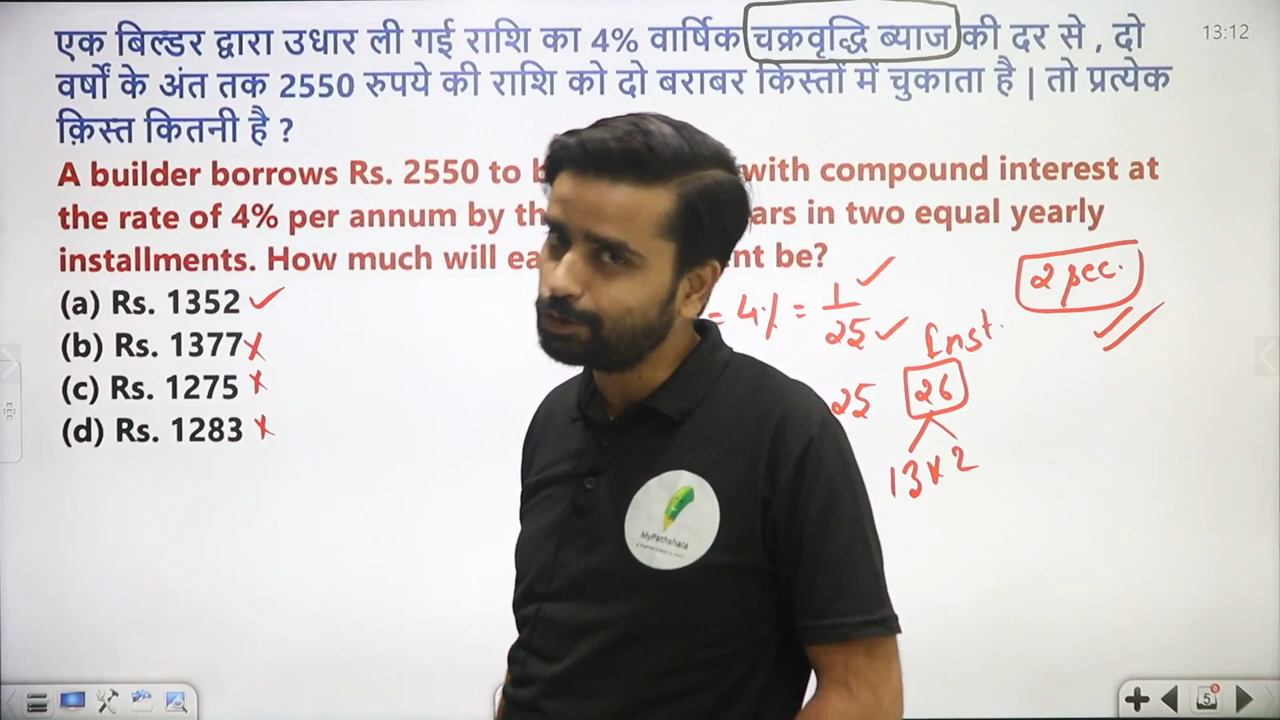 एक बिल्डर द्वारा उधार ली गई राशि का 4% वार्षिक चक्रवृद्धि ब्याज की दर से , दो
13:12
वर्षों के अंत तक 2550 रुपये की राशि को दो बराबर किस्तों में चुकाता है | तो प्रत्येक
क़िस्त कितनी है ?
A builder borrows Rs. 2550 to b with compound interest at
the rate of 4% per annum by th ars in two equal yearly
installments. How much will ea nt be?
2 sec.
(a) Rs. 1352 ✓
= 4% = 1/25 ✓
(b) Rs. 1377 x
Inst.
(c) Rs. 1275 x
25 26
(d) Rs. 1283 x
13 x 2
MyPathshala
5